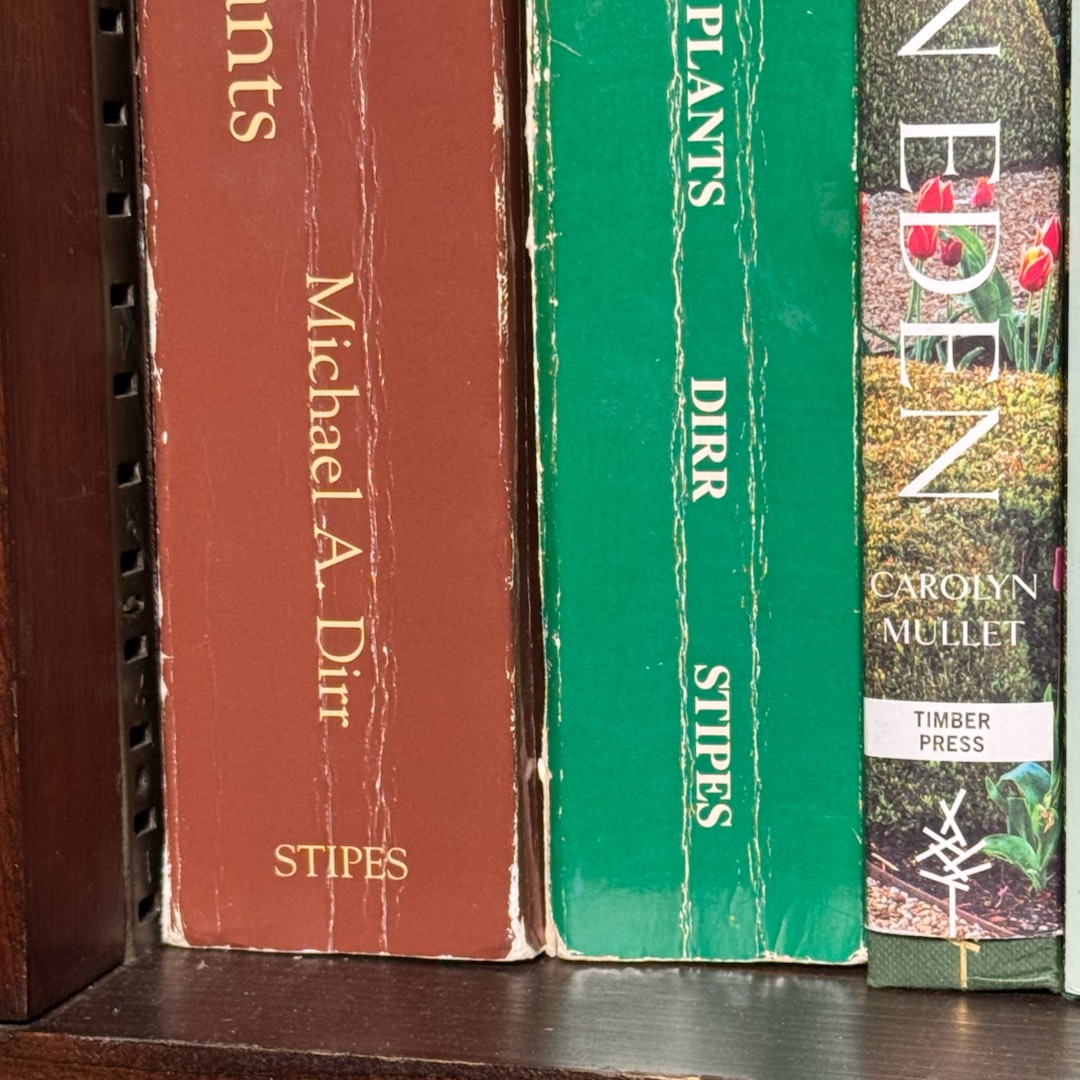 ants
Michael A. Dirr
STIPES
PLANTS
DIRR
STIPES
N EDEN
CAROLYN
MULLET
TIMBER
PRESS